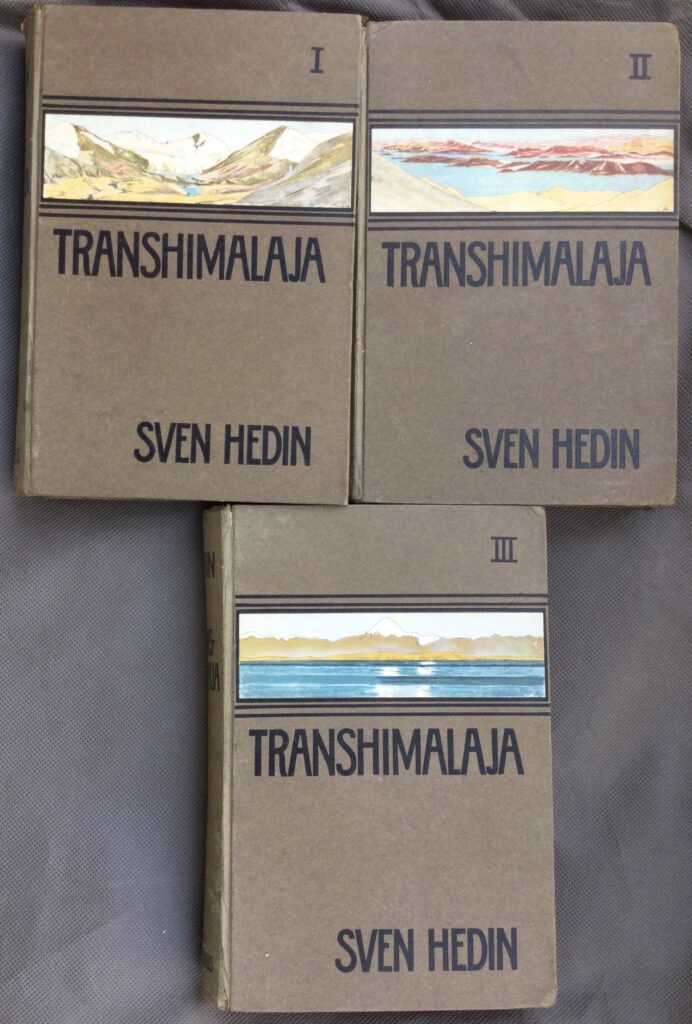 I
TRANSHIMALAJA
SVEN HEDIN
II
TRANSHIMALAJA
SVEN HEDIN
III
TRANSHIMALAJA
SVEN HEDIN